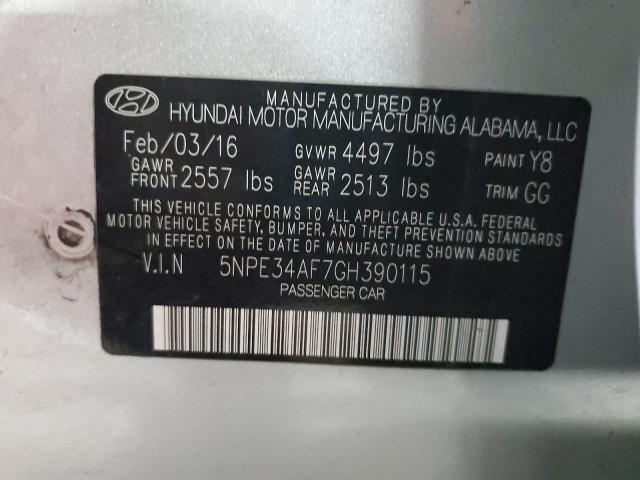 MANUFACTURED BY
HYUNDAI MOTOR MANUFACTURING ALABAMA, LLC
Feb/03/16 GVWR 4497 lbs PAINT Y8
GAWR FRONT 2557 lbs GAWR REAR 2513 lbs TRIM GG
THIS VEHICLE CONFORMS TO ALL APPLICABLE U.S.A. FEDERAL
MOTOR VEHICLE SAFETY, BUMPER, AND THEFT PREVENTION STANDARDS
IN EFFECT ON THE DATE OF MANUFACTURE SHOWN ABOVE.
V.I.N 5NPE34AF7GH390115
PASSENGER CAR